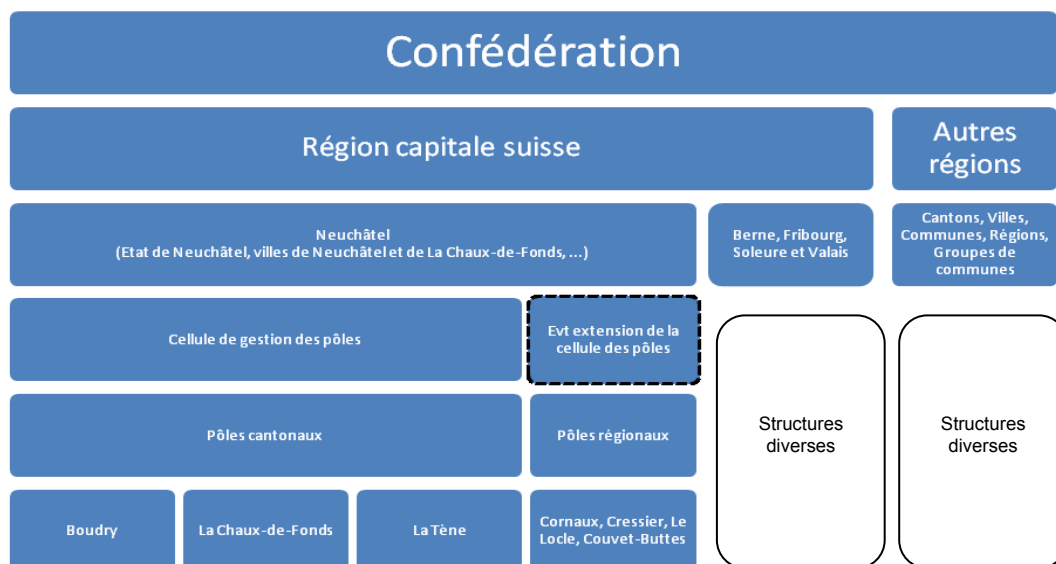 Confédération
Région capitale suisse
Autres
régions
Neuchâtel
(Etat de Neuchâtel, villes de Neuchâtel et de La Chaux-de-Fonds, ...)
Berne, Fribourg,
Soleure et Valais
Cantons, Villes,
Communes, Régions,
Groupes de
communes
Cellule de gestion des pôles
Evt extension de la
cellule des pôles
Structures
diverses
Structures
diverses
Pôles cantonaux
Pôles régionaux
Boudry
La Chaux-de-Fonds
La Tène
Cornaux, Cressier, Le
Locle, Couvet-Buttes